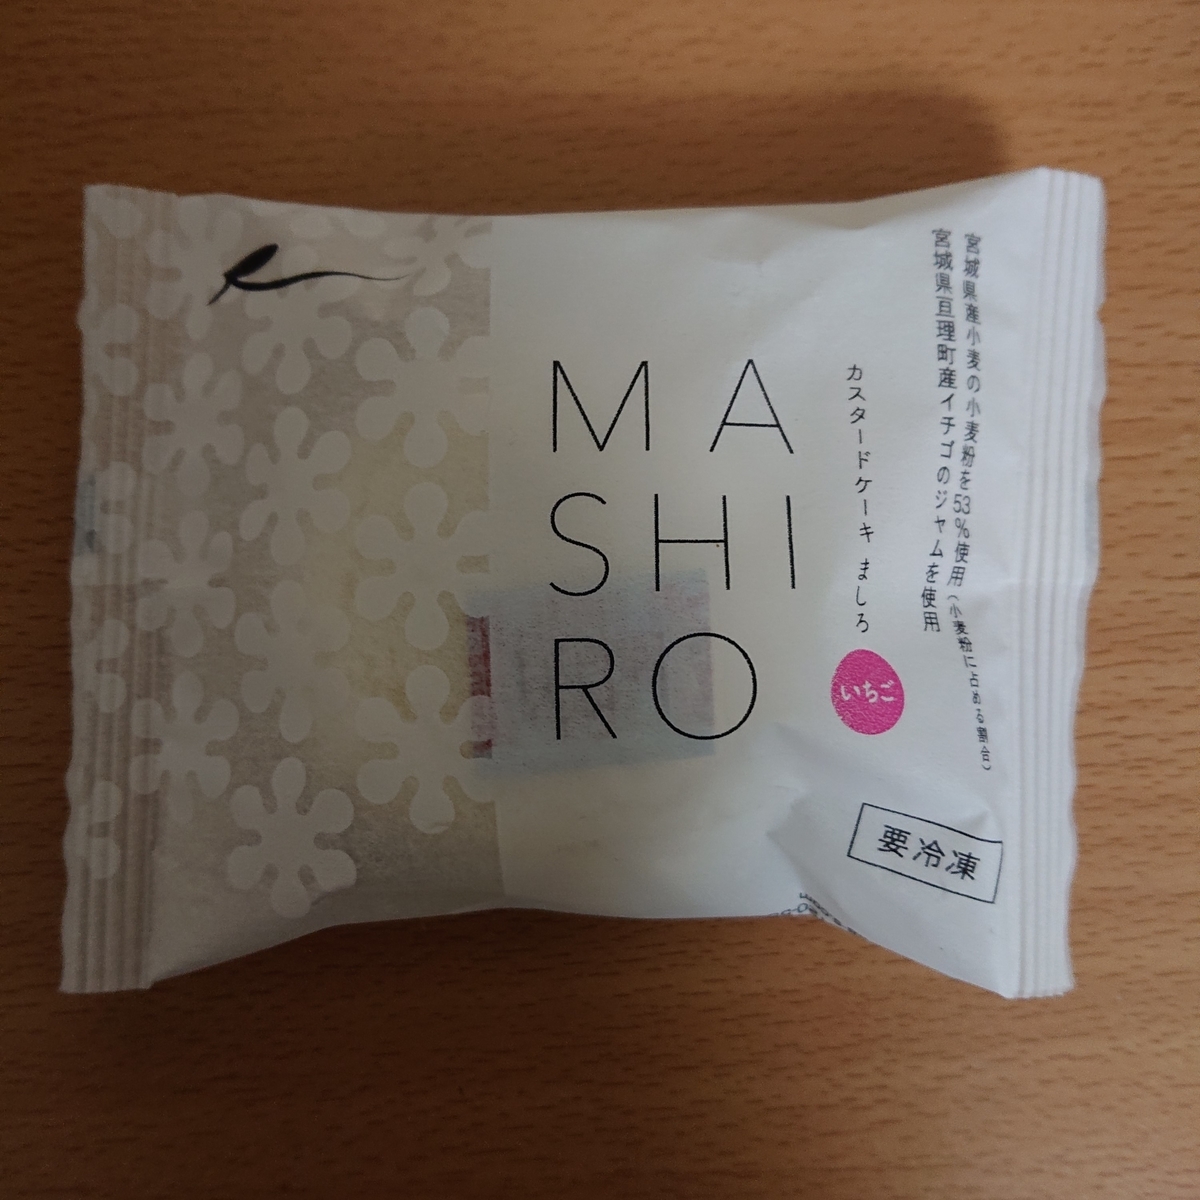 宮城県産小麦の小麦粉を53%使用(小麦粉に占める割合)
宮城県亘理町産イチゴのジャムを使用
カスタードケーキ ましろ
いちご
MA
SHI
RO
要冷凍